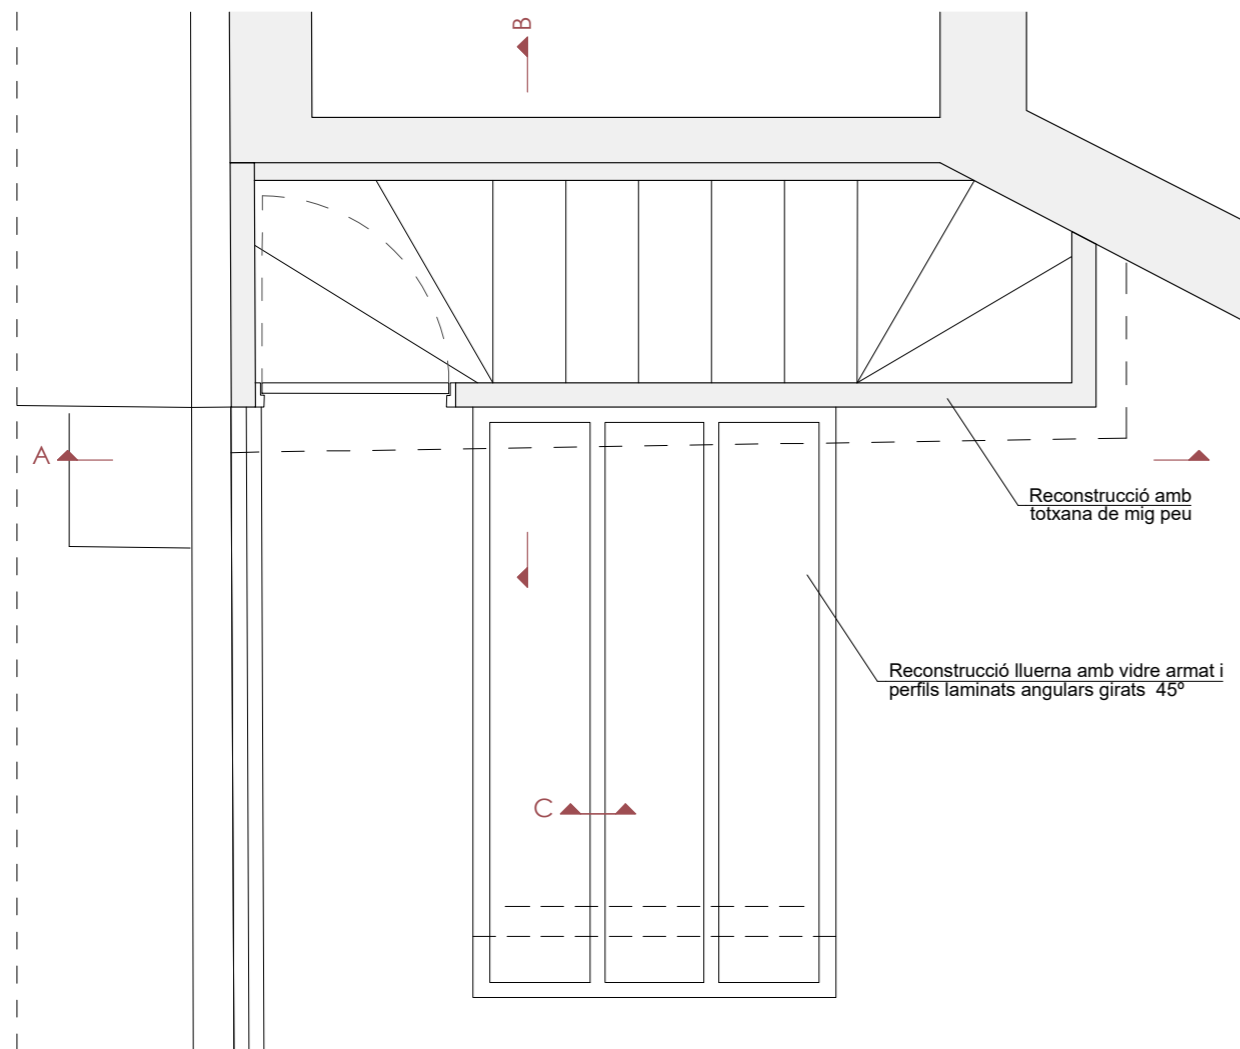 B
A
Reconstrucció amb
totxana de mig peu
Reconstrucció lluerna amb vidre armat i
perfils laminats angulars girats 45º
C